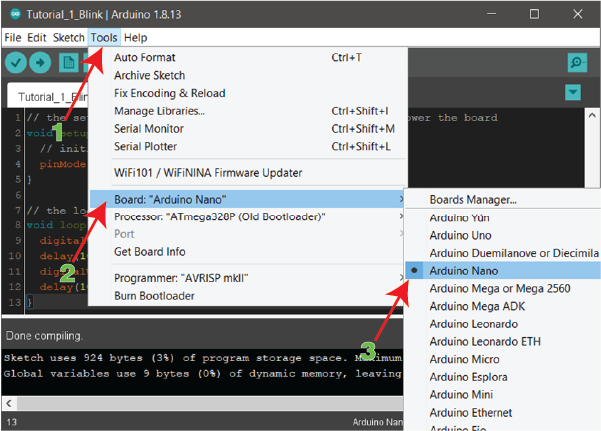 Tutorial_1_Blink | Arduino 1.8.13
File Edit Sketch Tools Help
Auto Format Ctrl+T
Archive Sketch
Fix Encoding & Reload
Manage Libraries... Ctrl+Shift+I
Serial Monitor Ctrl+Shift+M
Serial Plotter Ctrl+Shift+L
WiFi101 / WiFiNINA Firmware Updater
Board: "Arduino Nano"
Processor: "ATmega328P (Old Bootloader)"
Port
Get Board Info
Programmer: "AVRISP mkII"
Burn Bootloader
Boards Manager...
Arduino Yún
Arduino Uno
Arduino Duemilanove or Diecimila
Arduino Nano
Arduino Mega or Mega 2560
Arduino Mega ADK
Arduino Leonardo
Arduino Leonardo ETH
Arduino Micro
Arduino Esplora
Arduino Mini
Arduino Ethernet
Arduino Fio
1
2
3
Tutorial_1_Blin
1 // the se ower the board
2 void setup
3 // init
4 pinMode
5 }
6
7 // the lo
8 void loop
9 digital
10 delay(10
11 digital
12 delay(10
13 }
Done compiling.
Sketch uses 924 bytes (3%) of program storage space. Maximum
Global variables use 9 bytes (0%) of dynamic memory, leaving
13 Arduino Nan